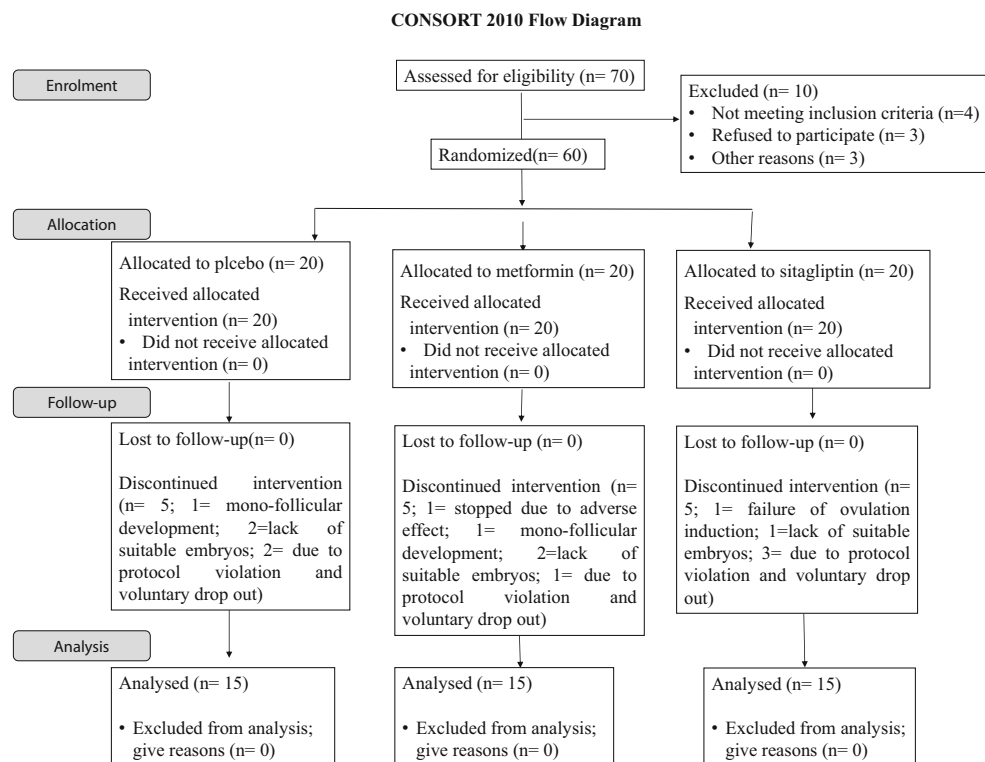 CONSORT 2010 Flow Diagram
Enrolment
Assessed for eligibility (n= 70)
Excluded (n= 10)
• Not meeting inclusion criteria (n=4)
• Refused to participate (n= 3)
• Other reasons (n= 3)
Randomized(n= 60)
Allocation
Allocated to plcebo (n= 20)
Received allocated
intervention (n= 20)
• Did not receive allocated
intervention (n= 0)
Allocated to metformin (n= 20)
Received allocated
intervention (n= 20)
• Did not receive allocated
intervention (n= 0)
Allocated to sitagliptin (n= 20)
Received allocated
intervention (n= 20)
• Did not receive allocated
intervention (n= 0)
Follow-up
Lost to follow-up(n= 0)
Discontinued intervention
(n= 5; 1= mono-follicular
development; 2=lack of
suitable embryos; 2= due to
protocol violation and
voluntary drop out)
Lost to follow-up (n= 0)
Discontinued intervention (n=
5; 1= stopped due to adverse
effect; 1= mono-follicular
development; 2=lack of
suitable embryos; 1= due to
protocol violation and
voluntary drop out)
Lost to follow-up (n= 0)
Discontinued intervention (n=
5; 1= failure of ovulation
induction; 1=lack of suitable
embryos; 3= due to protocol
violation and voluntary drop
out)
Analysis
Analysed (n= 15)
• Excluded from analysis;
give reasons (n= 0)
Analysed (n= 15)
• Excluded from analysis;
give reasons (n= 0)
Analysed (n= 15)
• Excluded from analysis;
give reasons (n= 0)